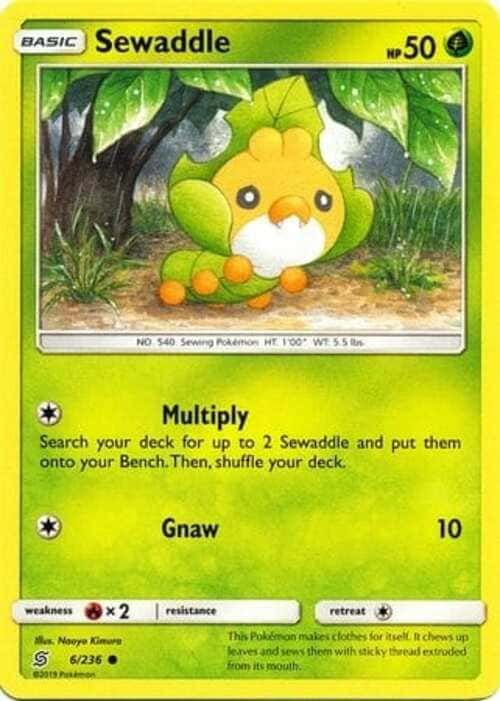 BASIC Sewaddle HP 50
NO. 540 Sewing Pokémon HT: 1'00" WT: 5.5 lbs.
Multiply
Search your deck for up to 2 Sewaddle and put them
onto your Bench. Then, shuffle your deck.
Gnaw 10
weakness ×2 resistance retreat
Illus. Naoyo Kimura
6/236
©2019 Pokémon
This Pokémon makes clothes for itself. It chews up
leaves and sews them with sticky thread extruded
from its mouth.